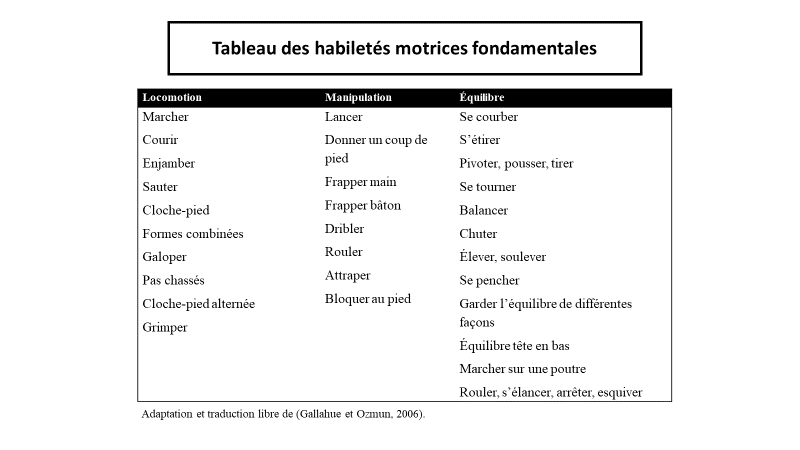 Tableau des habiletés motrices fondamentales
Locomotion
Marcher
Courir
Enjamber
Sauter
Cloche-pied
Formes combinées
Galoper
Pas chassés
Cloche-pied alternée
Grimper
Manipulation
Lancer
Donner un coup de
pied
Frapper main
Frapper bâton
Dribler
Rouler
Attraper
Bloquer au pied
Équilibre
Se courber
S’étirer
Pivoter, pousser, tirer
Se tourner
Balancer
Chuter
Élever, soulever
Se pencher
Garder l’équilibre de différentes
façons
Équilibre tête en bas
Marcher sur une poutre
Rouler, s’élancer, arrêter, esquiver
Adaptation et traduction libre de (Gallahue et Ozmun, 2006).